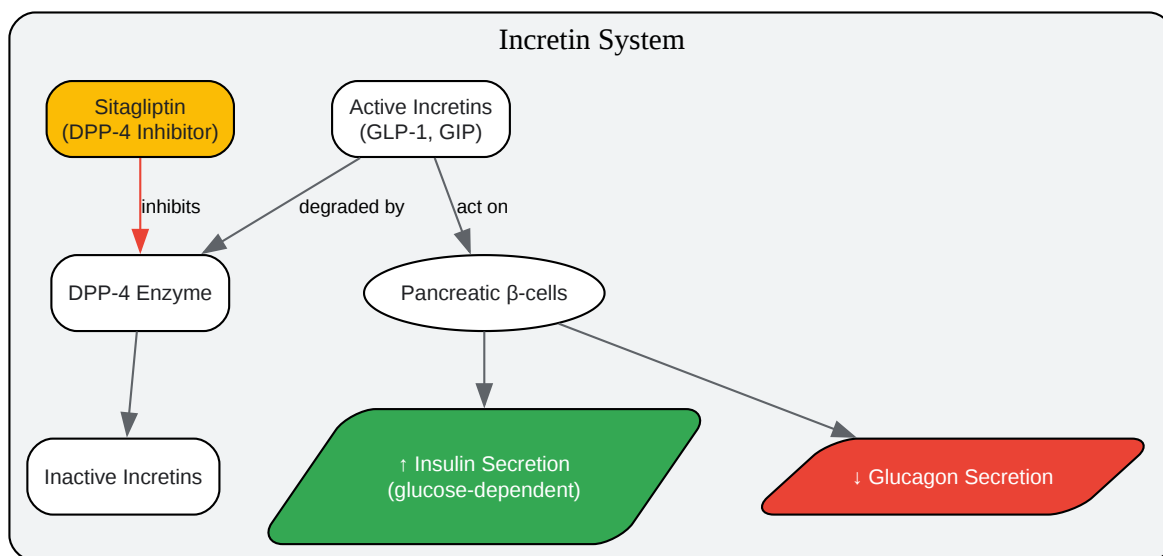 Incretin System
Sitagliptin
(DPP-4 Inhibitor)
Active Incretins
(GLP-1, GIP)
inhibits
degraded by
act on
DPP-4 Enzyme
Pancreatic β-cells
Inactive Incretins
↑ Insulin Secretion
(glucose-dependent)
↓ Glucagon Secretion